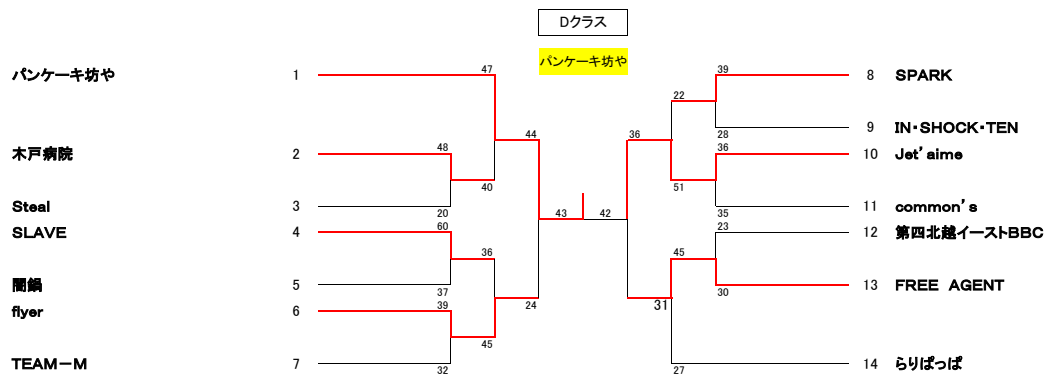 Dクラス
パンケーキ坊や
パンケーキ坊や 1 47 39 8 SPARK
22
44 36 28 9 IN・SHOCK・TEN
木戸病院 2 48 36 10 Jet'aime
40 51
Steal 3 20 43 42 35 11 common's
SLAVE 4 60 23 12 第四北越イーストBBC
36 45
闇鍋 5 37 30 13 FREE AGENT
flyer 6 39 24 31
45
TEAM－M 7 32 27 14 らりぱっぱ